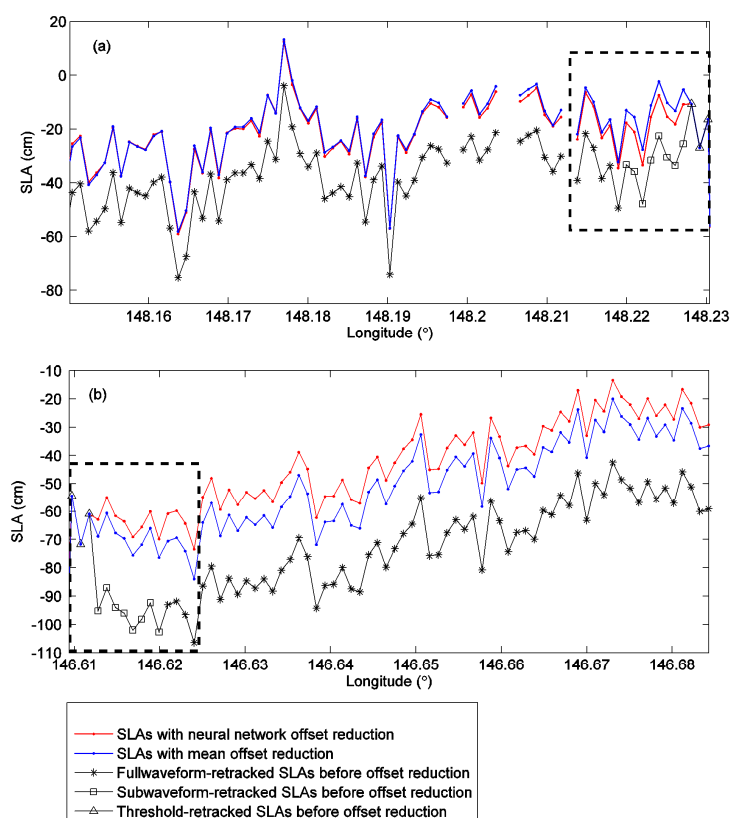 (a)
20
0
-20
-40
-60
-80
SLA (cm)
148.16 148.17 148.18 148.19 148.2 148.21 148.22 148.23
Longitude (°)
(b)
-10
-20
-30
-40
-50
-60
-70
-80
-90
-100
-110
SLA (cm)
146.61 146.62 146.63 146.64 146.65 146.66 146.67 146.68
Longitude (°)
SLAs with neural network offset reduction
SLAs with mean offset reduction
Fullwaveform-retracked SLAs before offset reduction
Subwaveform-retracked SLAs before offset reduction
Threshold-retracked SLAs before offset reduction